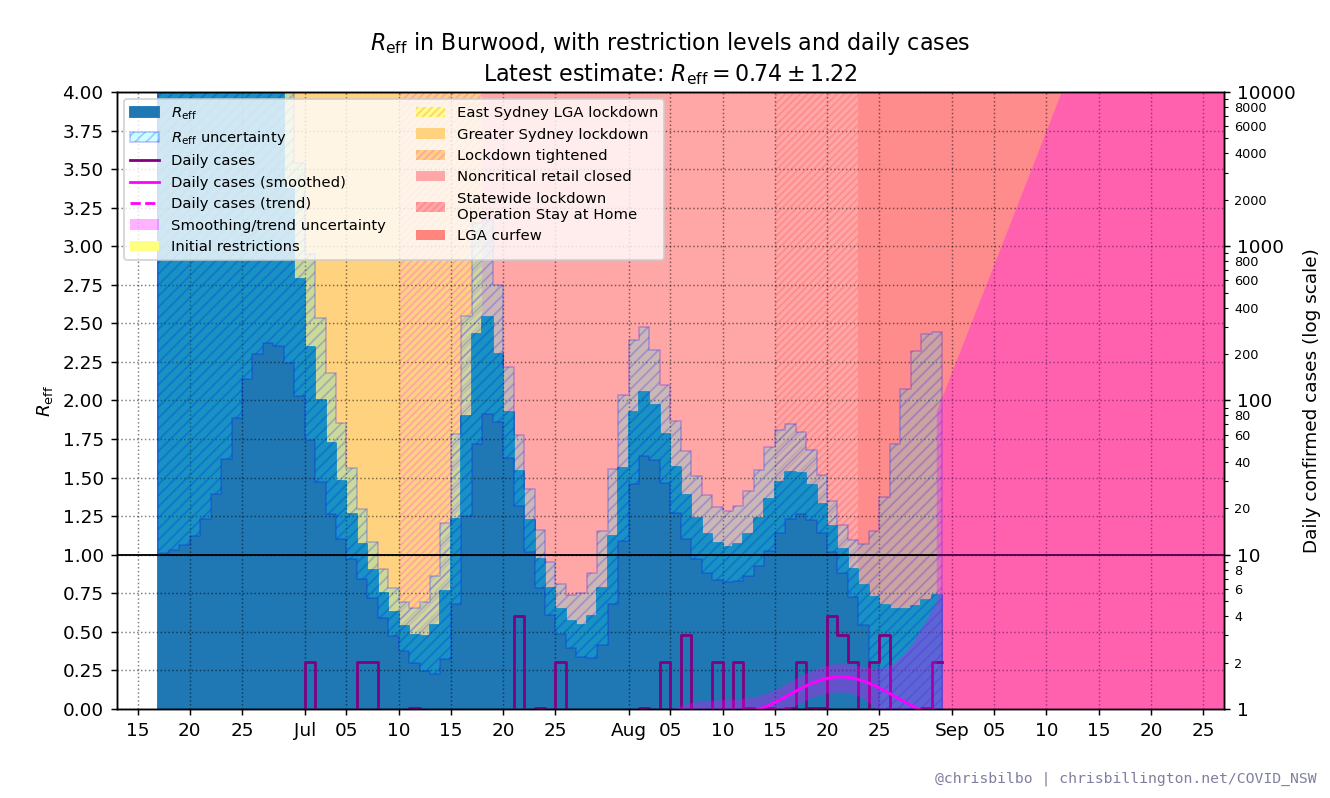 Reff in Burwood, with restriction levels and daily cases
Latest estimate: Reff = 0.74 ± 1.22
Reff
Reff uncertainty
Daily cases
Daily cases (smoothed)
Daily cases (trend)
Smoothing/trend uncertainty
Initial restrictions
East Sydney LGA lockdown
Greater Sydney lockdown
Lockdown tightened
Noncritical retail closed
Statewide lockdown
Operation Stay at Home
LGA curfew
Reff
4.00
3.75
3.50
3.25
3.00
2.75
2.50
2.25
2.00
1.75
1.50
1.25
1.00
0.75
0.50
0.25
0.00
10000
8000
6000
4000
2000
1000
800
600
400
200
100
80
60
40
20
10
8
6
4
2
1
Daily confirmed cases (log scale)
15 20 25 Jul 05 10 15 20 25 Aug 05 10 15 20 25 Sep 05 10 15 20 25
@chrisbilbo | chrisbillington.net/COVID_NSW